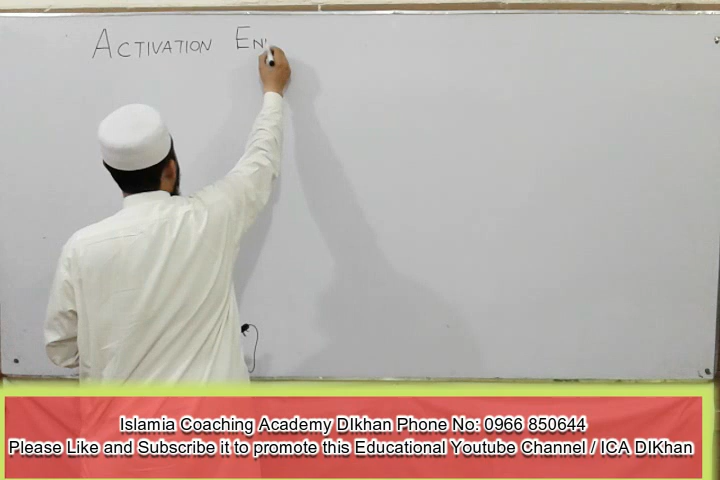 ACTIVATION EN
Islamia Coaching Academy DIkhan Phone No: 0966 850644
Please Like and Subscribe it to promote this Educational Youtube Channel / ICA DIKhan